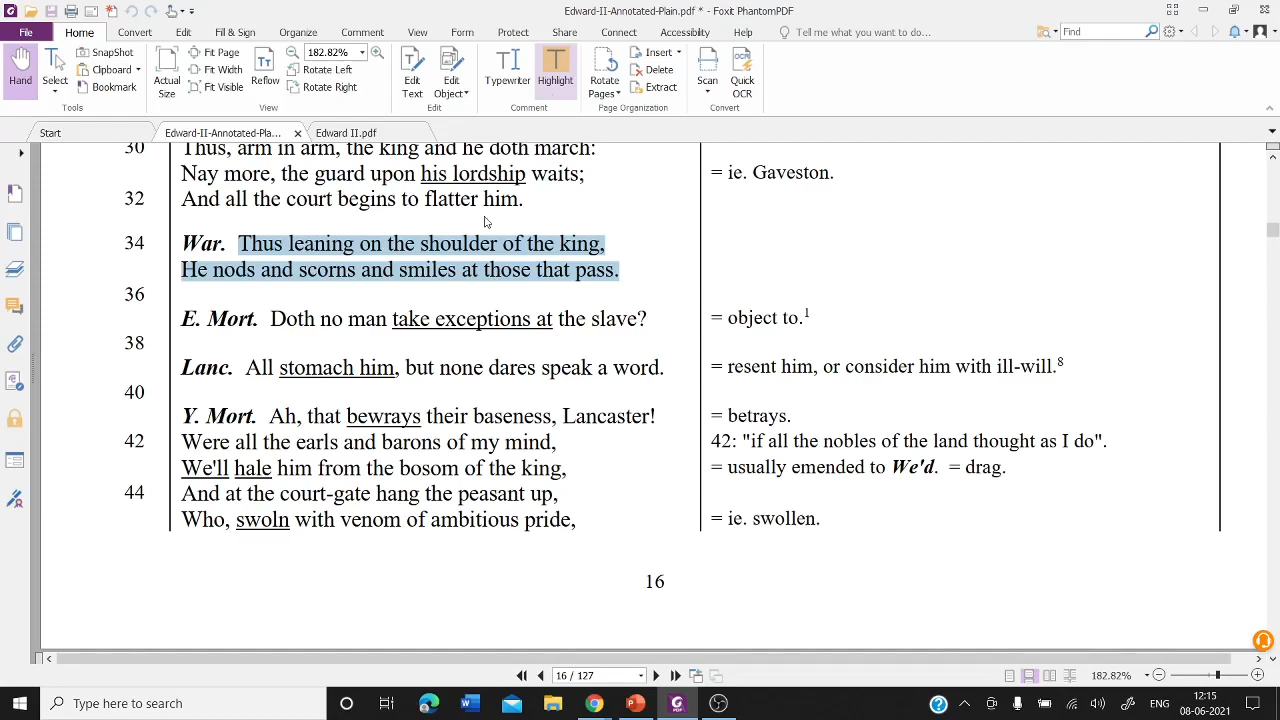 Edward-II-Annotated-Plain.pdf * - Foxit PhantomPDF
File Home Convert Edit Organize Comment View Form Protect Share Connect Accessibility Help Tell me what you want to do... Find
Hand
Select
SnapShot
Clipboard
Bookmark
Tools
Actual Size
Fit Page
Fit Width
Fit Visible
Reflow
182.82%
Rotate Left
Rotate Right
View
Edit Text
Edit Object
Edit
Typewriter
Highlight
Comment
Rotate Pages
Insert
Delete
Extract
Page Organization
Scan
Quick OCR
Convert
Start Edward-II-Annotated-Pla... Edward II.pdf
30 Thus, arm in arm, the king and he doth march:
Nay more, the guard upon his lordship waits; = ie. Gaveston.
32 And all the court begins to flatter him.
34 War. Thus leaning on the shoulder of the king,
He nods and scorns and smiles at those that pass.
36
E. Mort. Doth no man take exceptions at the slave? = object to.1
38
Lanc. All stomach him, but none dares speak a word. = resent him, or consider him with ill-will.8
40
Y. Mort. Ah, that bewrays their baseness, Lancaster! = betrays.
42 Were all the earls and barons of my mind, 42: "if all the nobles of the land thought as I do".
We'll hale him from the bosom of the king, = usually emended to We'd. = drag.
44 And at the court-gate hang the peasant up,
Who, swoln with venom of ambitious pride, = ie. swollen.
16
16 / 127 182.82%
Type here to search
12:15
08-06-2021